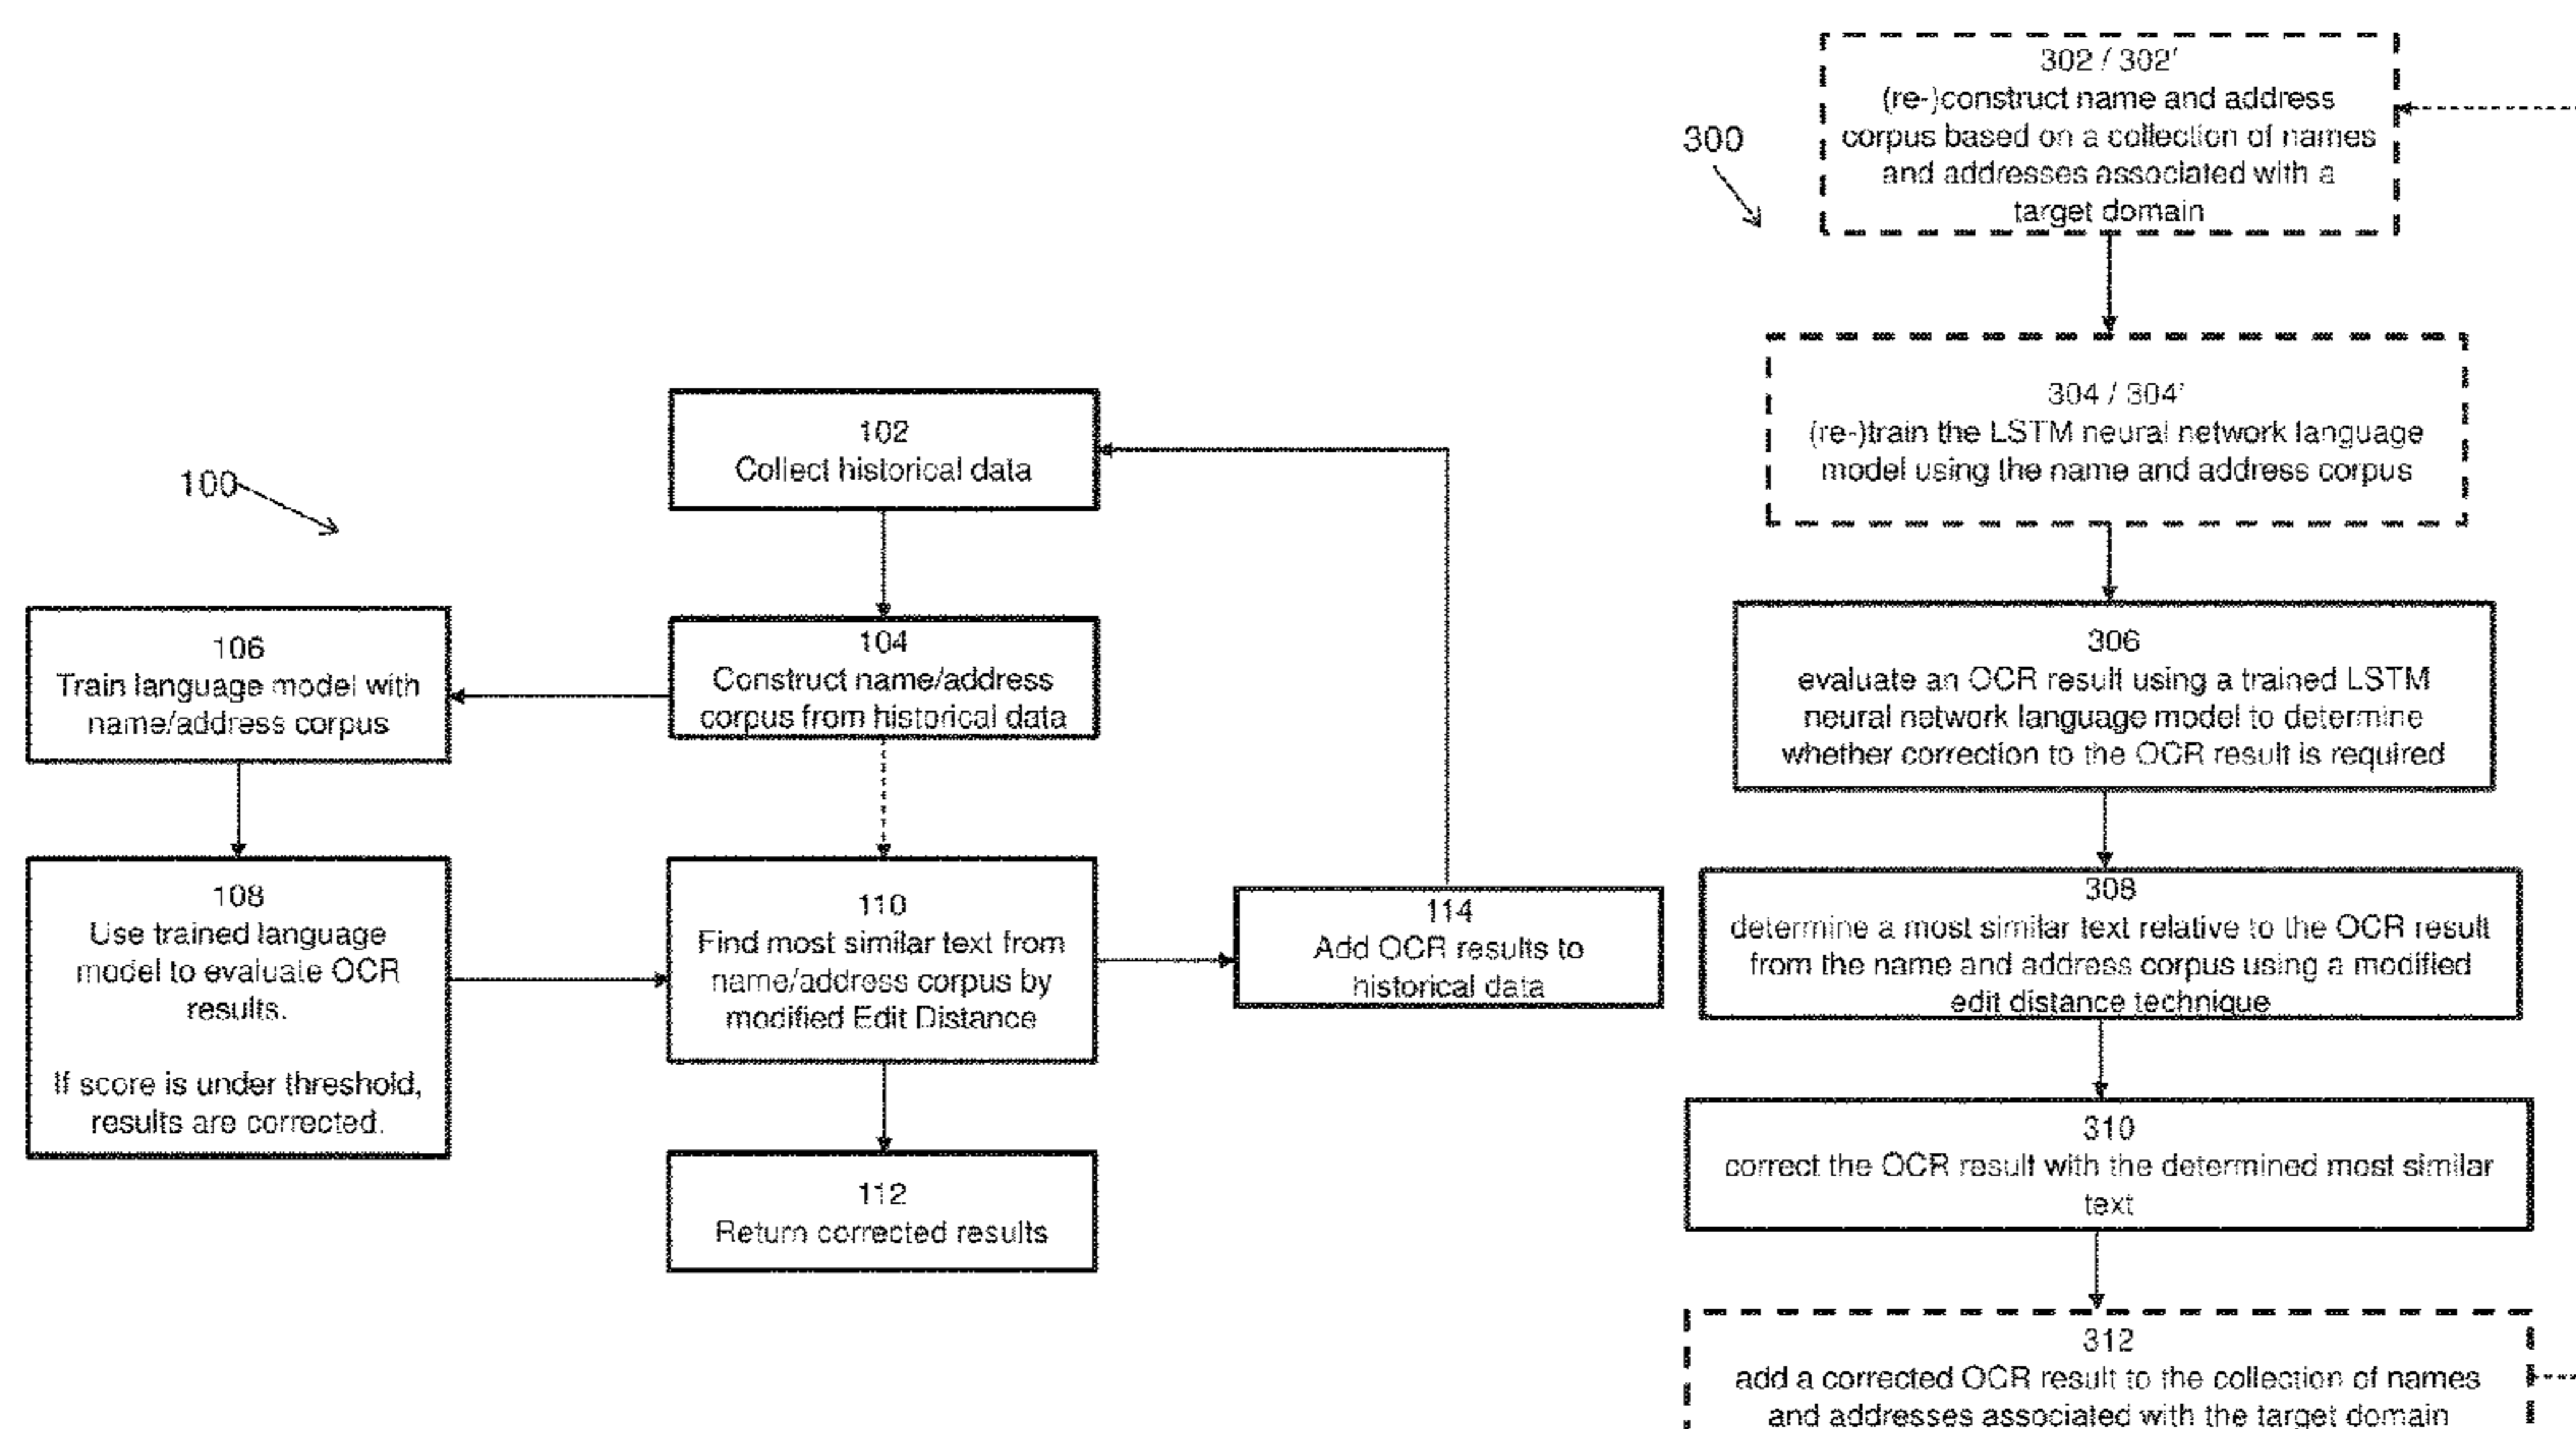 100
102
Collect historical data
104
Construct name/address
corpus from historical data
106
Train language model with
name/address corpus
108
Use trained language
model to evaluate OCR
results.
If score is under threshold,
results are corrected.
110
Find most similar text from
name/address corpus by
modified Edit Distance
112
Return corrected results
114
Add OCR results to
historical data
300
302 / 302'
(re-)construct name and address
corpus based on a collection of names
and addresses associated with a
target domain
304 / 304'
(re-)train the LSTM neural network language
model using the name and address corpus
306
evaluate an OCR result using a trained LSTM
neural network language model to determine
whether correction to the OCR result is required
308
determine a most similar text relative to the OCR result
from the name and address corpus using a modified
edit distance technique
310
correct the OCR result with the determined most similar
text
312
add a corrected OCR result to the collection of names
and addresses associated with the target domain